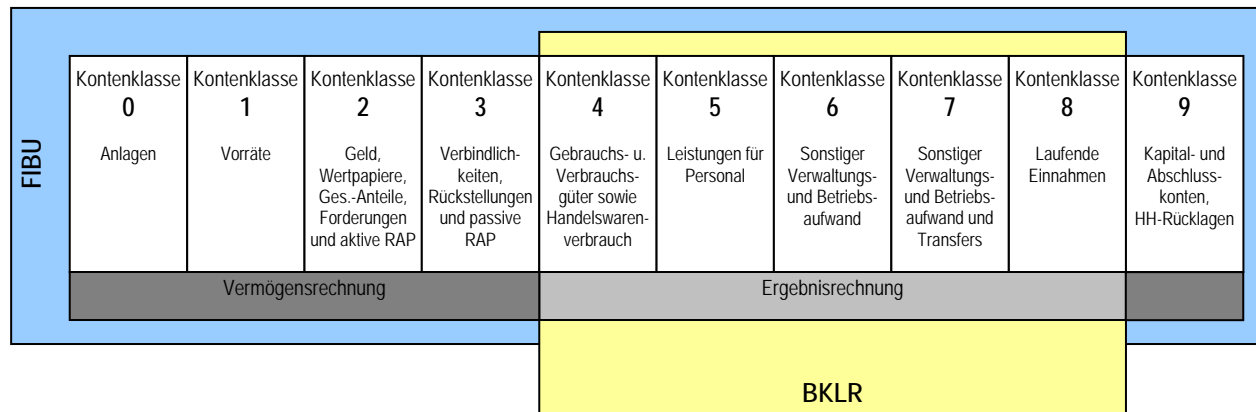 FIBU
Kontenklasse
0
Anlagen
Kontenklasse
1
Vorräte
Kontenklasse
2
Geld,
Wertpapiere,
Ges.-Anteile,
Forderungen
und aktive RAP
Kontenklasse
3
Verbindlich-
keiten,
Rückstellungen
und passive
RAP
Kontenklasse
4
Gebrauchs- u.
Verbrauchs-
güter sowie
Handelswaren-
verbrauch
Kontenklasse
5
Leistungen für
Personal
Kontenklasse
6
Sonstiger
Verwaltungs-
und Betriebs-
aufwand
Kontenklasse
7
Sonstiger
Verwaltungs-
und Betriebs-
aufwand und
Transfers
Kontenklasse
8
Laufende
Einnahmen
Kontenklasse
9
Kapital- und
Abschluss-
konten,
HH-Rücklagen
Vermögensrechnung
Ergebnisrechnung
BKLR